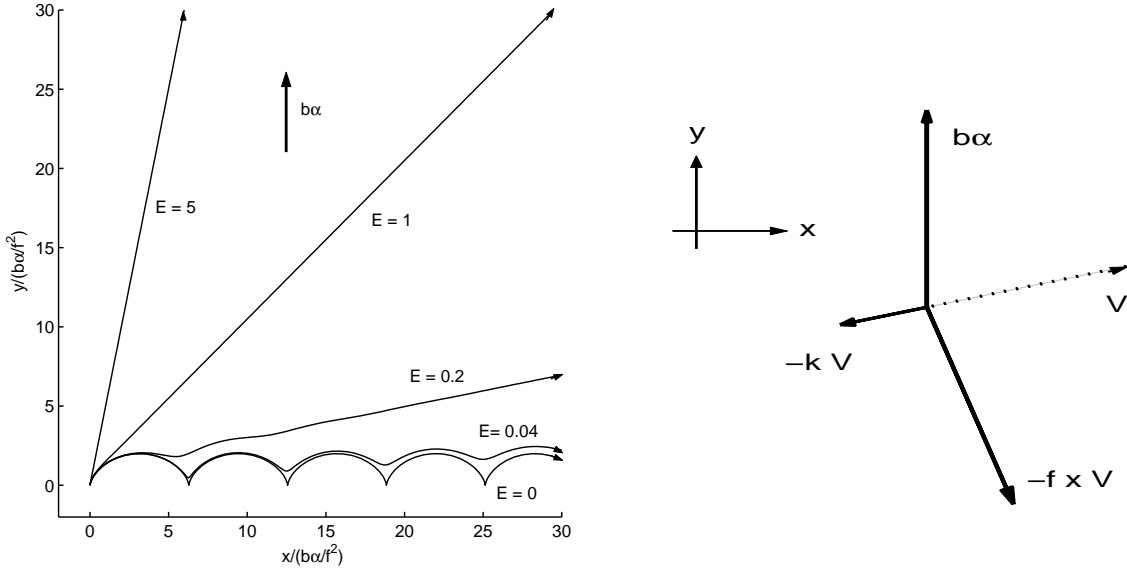 30
25
20
15
10
5
0
y/(bα/f²)
0 5 10 15 20 25 30
x/(bα/f²)
bα
E = 5
E = 1
E = 0.2
E= 0.04
E = 0
y
x
bα
V
−k V
−f x V